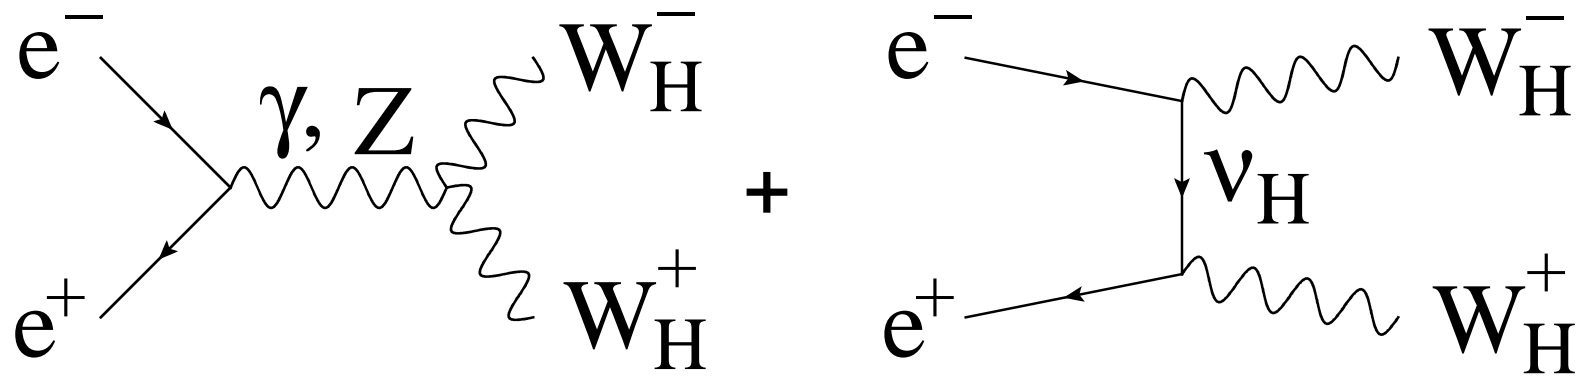 e⁻ γ, Z W_H⁻ + e⁻ ν_H W_H⁻
e⁺ W_H⁺ e⁺ W_H⁺